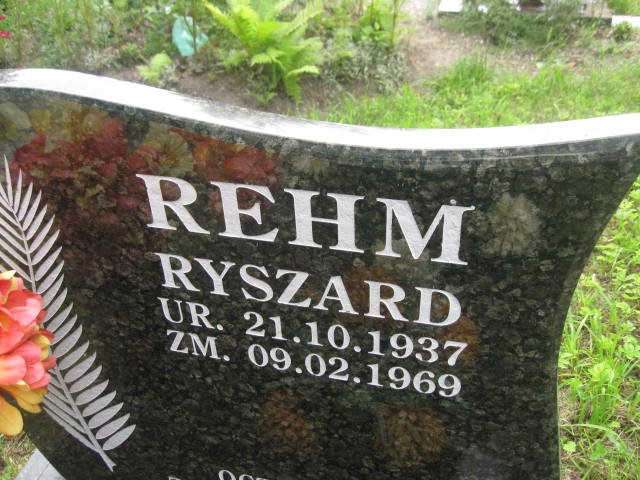 REHM
RYSZARD
UR. 21.10.1937
ZM. 09.02.1969